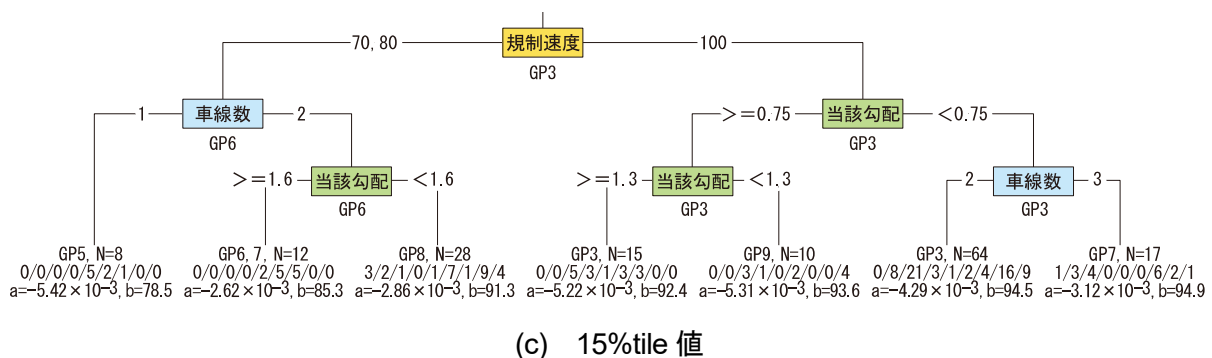 70, 80
規制速度
100
GP3
1
車線数
2
GP6
>=0.75
当該勾配
<0.75
GP3
>=1.6
当該勾配
<1.6
GP6
>=1.3
当該勾配
<1.3
GP3
2
車線数
3
GP3
GP5, N=8
0/0/0/0/5/2/1/0/0
a=−5.42×10⁻³, b=78.5
GP6, 7, N=12
0/0/0/0/2/5/5/0/0
a=−2.62×10⁻³, b=85.3
GP8, N=28
3/2/1/0/1/7/1/9/4
a=−2.86×10⁻³, b=91.3
GP3, N=15
0/0/5/3/1/3/3/0/0
a=−5.22×10⁻³, b=92.4
GP9, N=10
0/0/3/1/0/2/0/0/4
a=−5.31×10⁻³, b=93.6
GP3, N=64
0/8/21/3/1/2/4/16/9
a=−4.29×10⁻³, b=94.5
GP7, N=17
1/3/4/0/0/0/6/2/1
a=−3.12×10⁻³, b=94.9
(c) 15%tile 値